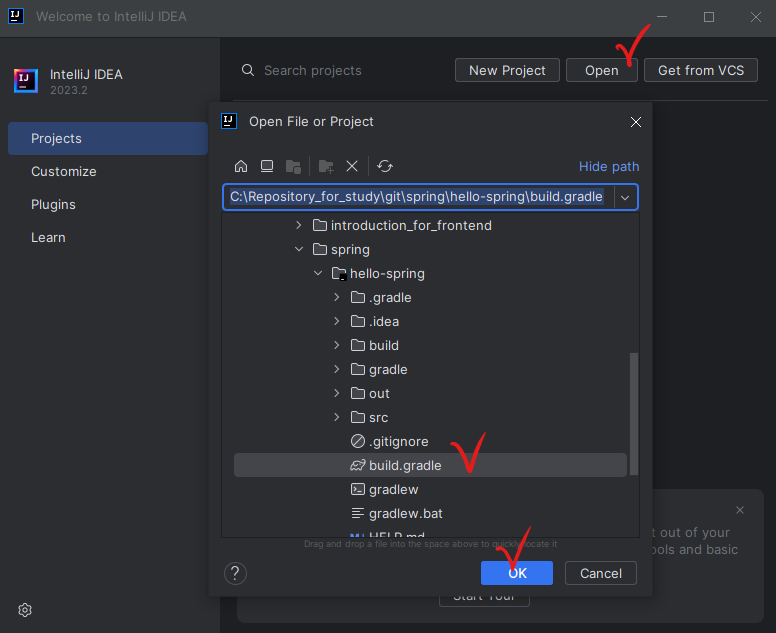 Welcome to IntelliJ IDEA
IntelliJ IDEA
2023.2
Projects
Customize
Plugins
Learn
Search projects
New Project
Open
Get from VCS
Open File or Project
Hide path
C:\Repository_for_study\git\spring\hello-spring\build.gradle
introduction_for_frontend
spring
hello-spring
.gradle
.idea
build
gradle
out
src
.gitignore
build.gradle
gradlew
gradlew.bat
HELP.md
Drag and drop a file into the space above to quickly locate it
?
OK
Cancel
t out of your
ools and basic
Start Tour